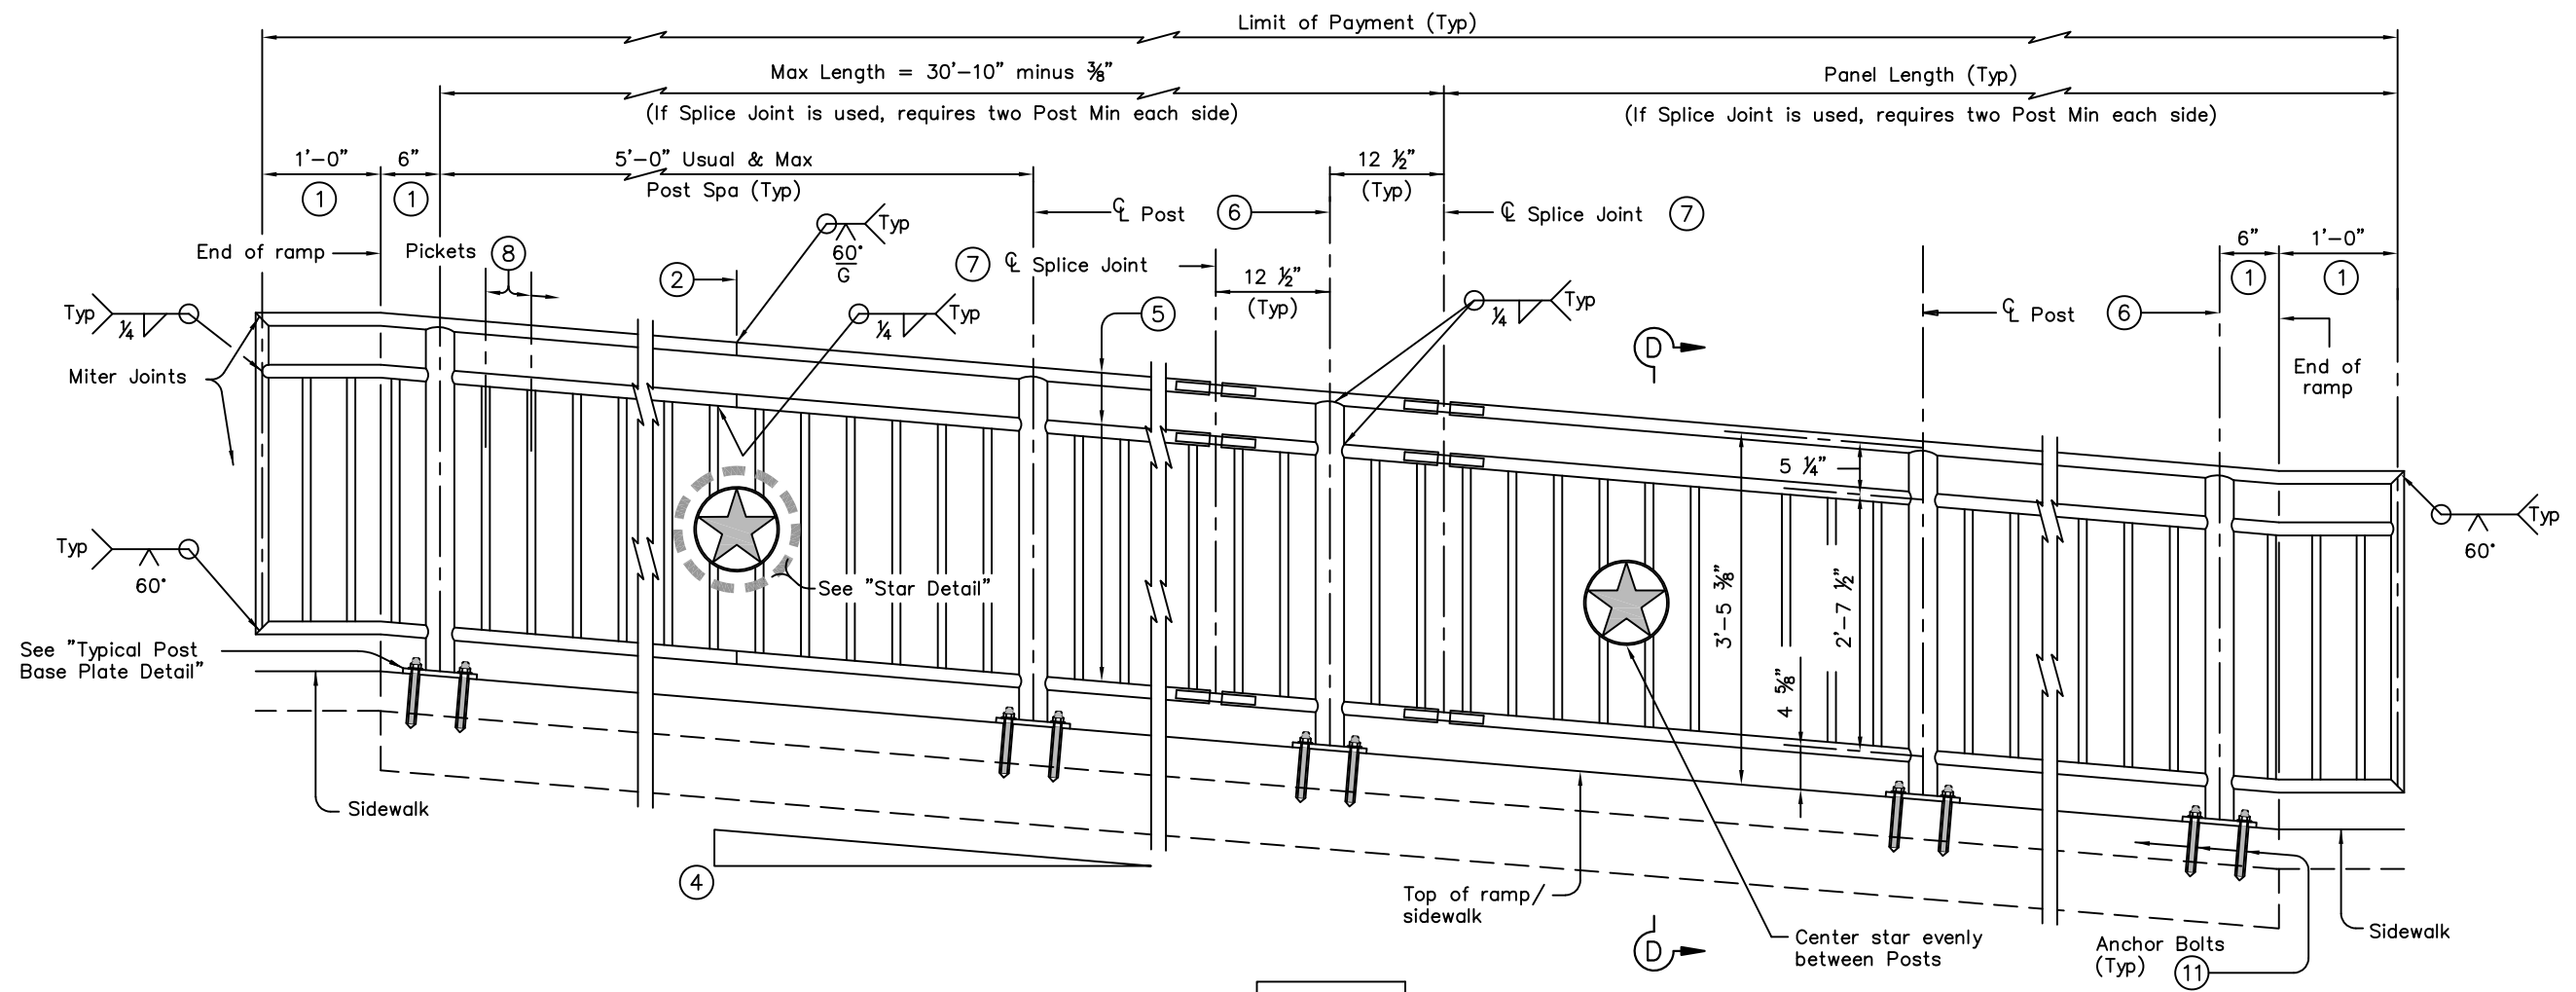 Limit of Payment (Typ)
Max Length = 30'-10" minus ⅜"
(If Splice Joint is used, requires two Post Min each side)
Panel Length (Typ)
(If Splice Joint is used, requires two Post Min each side)
1'-0"
1
6"
1
5'-0" Usual & Max
Post Spa (Typ)
12 ½"
(Typ)
℄ Post
6
℄ Splice Joint
7
End of ramp
Pickets
8
Typ
60°
G
2
7
℄ Splice Joint
12 ½"
(Typ)
6"
1
1'-0"
1
Typ
¼
¼
Typ
5
¼
Typ
℄ Post
6
End of
ramp
Miter Joints
D
5 ¼"
3'-5 ⅜"
2'-7 ½"
4 ⅝"
Typ
60°
Typ
60°
See "Star Detail"
See "Typical Post
Base Plate Detail"
Sidewalk
4
Top of ramp/
sidewalk
D
Center star evenly
between Posts
Anchor Bolts
(Typ)
11
Sidewalk